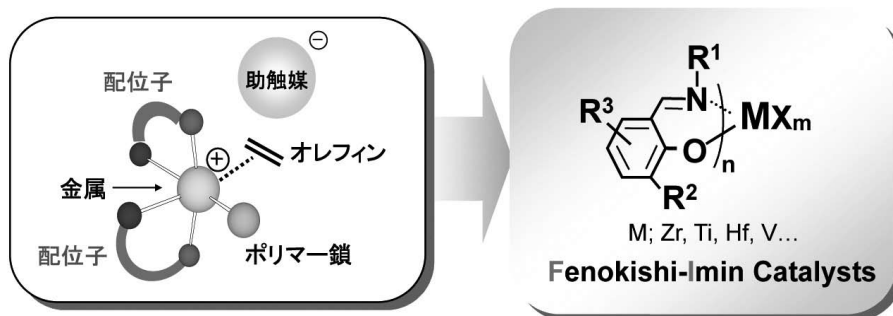 助触媒
⊖
配位子
⊕
オレフィン
金属
配位子
ポリマー鎖
R¹
R³
N
MXₘ
O
n
R²
M; Zr, Ti, Hf, V…
Fenokishi-Imin Catalysts